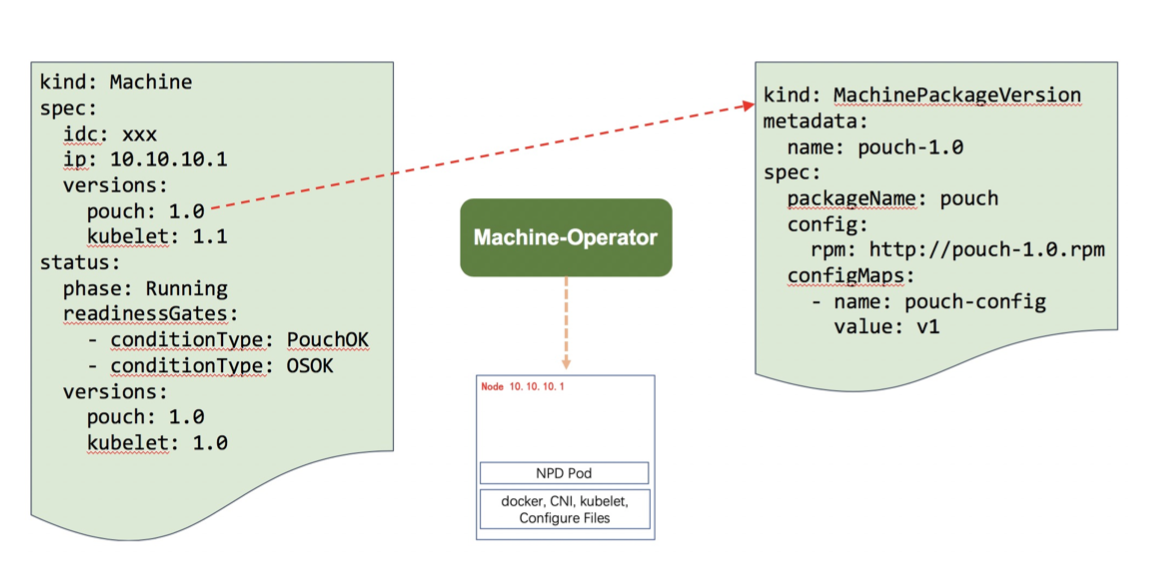 kind: Machine
spec:
  idc: xxx
  ip: 10.10.10.1
  versions:
    pouch: 1.0
    kubelet: 1.1
status:
  phase: Running
  readinessGates:
    - conditionType: PouchOK
    - conditionType: OSOK
  versions:
    pouch: 1.0
    kubelet: 1.0
Machine-Operator
Node 10.10.10.1
NPD Pod
docker, CNI, kubelet,
Configure Files
kind: MachinePackageVersion
metadata:
  name: pouch-1.0
spec:
  packageName: pouch
  config:
    rpm: http://pouch-1.0.rpm
  configMaps:
    - name: pouch-config
      value: v1